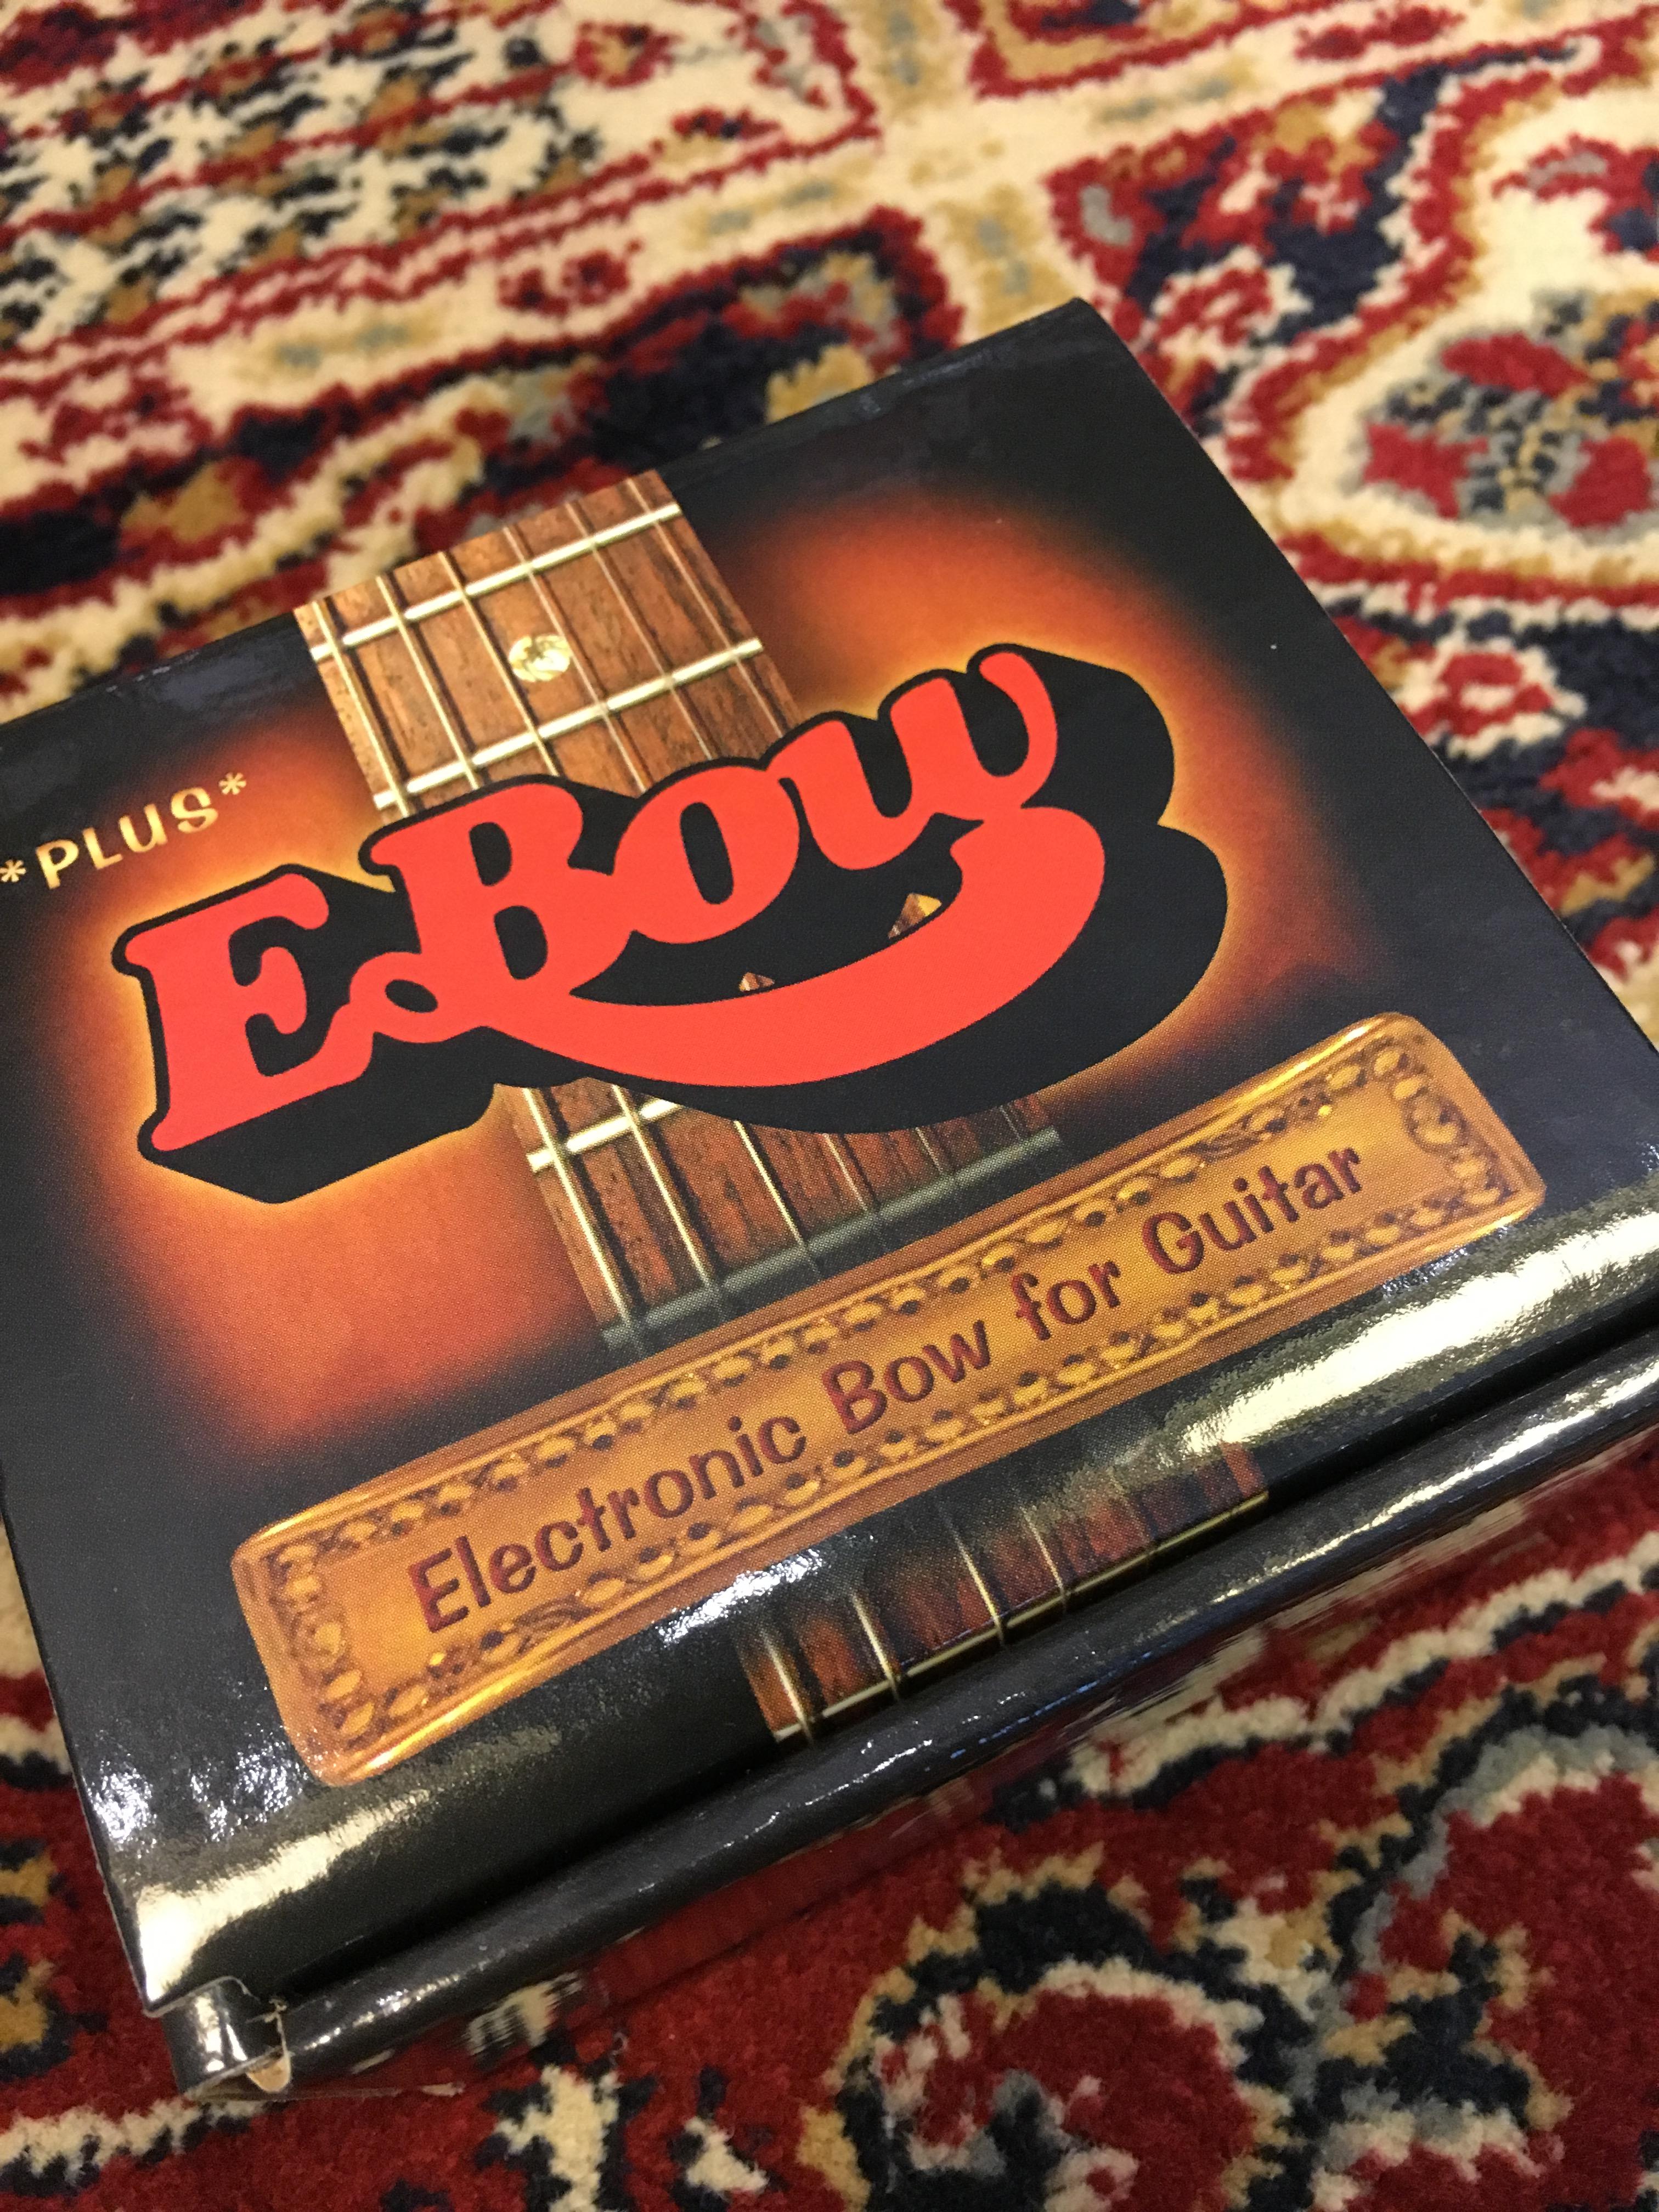 *PLUS*
E-Bow
Electronic Bow for Guitar